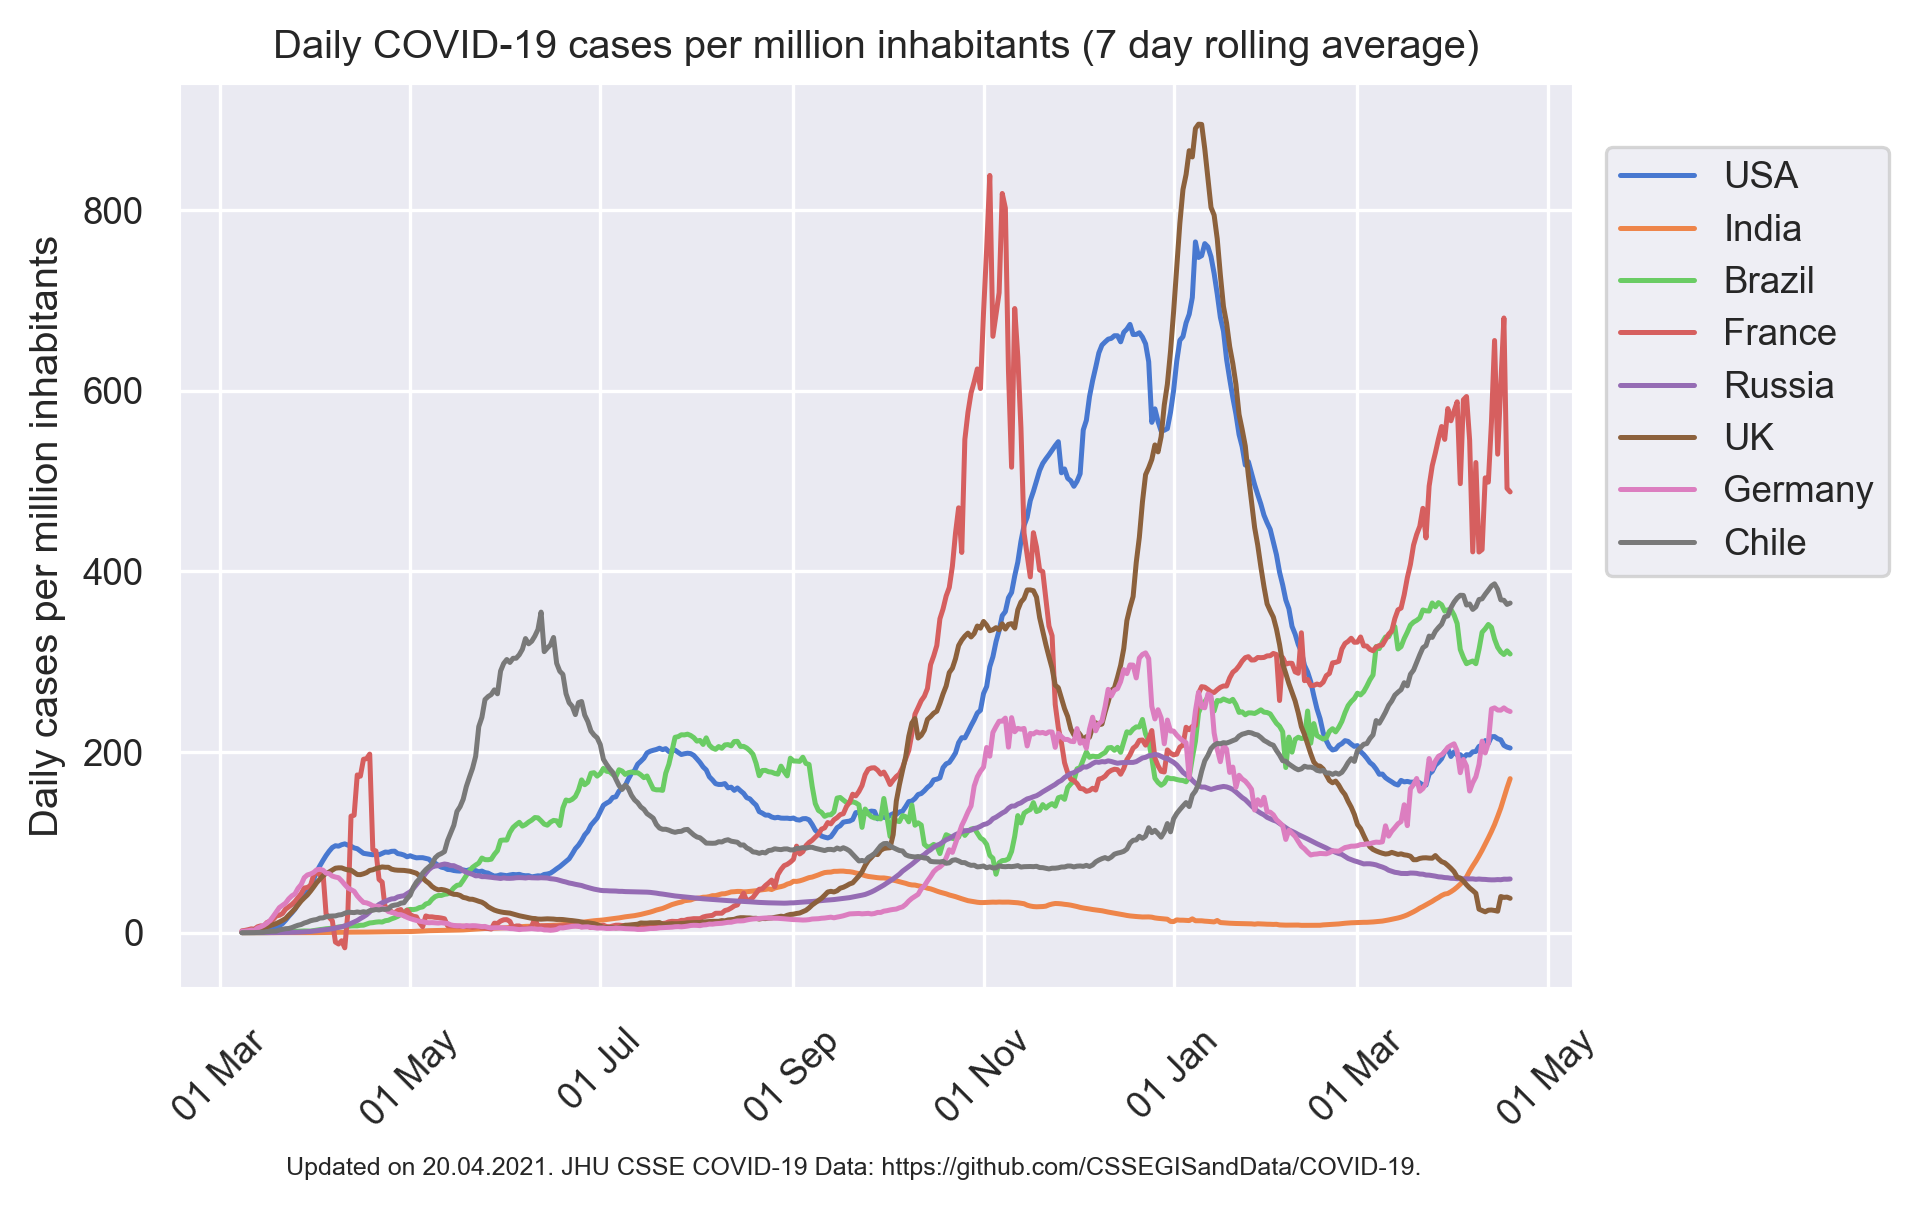 Daily COVID-19 cases per million inhabitants (7 day rolling average)
Daily cases per million inhabitants
800
600
400
200
0
01 Mar
01 May
01 Jul
01 Sep
01 Nov
01 Jan
01 Mar
01 May
USA
India
Brazil
France
Russia
UK
Germany
Chile
Updated on 20.04.2021. JHU CSSE COVID-19 Data: https://github.com/CSSEGISandData/COVID-19.